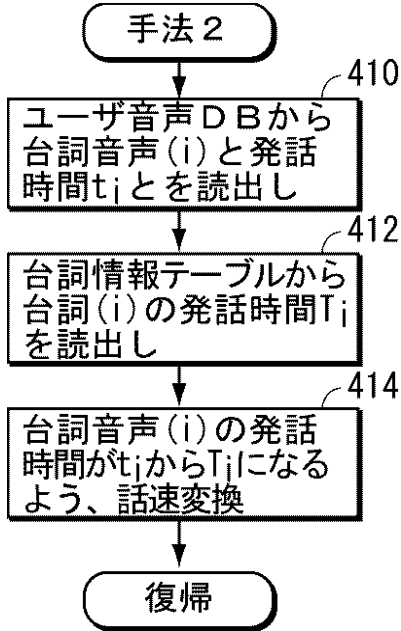 手法2
410
ユーザ音声DBから
台詞音声(i)と発話
時間tiとを読出し
412
台詞情報テーブルから
台詞(i)の発話時間Ti
を読出し
414
台詞音声(i)の発話
時間がtiからTiになる
よう、話速変換
復帰